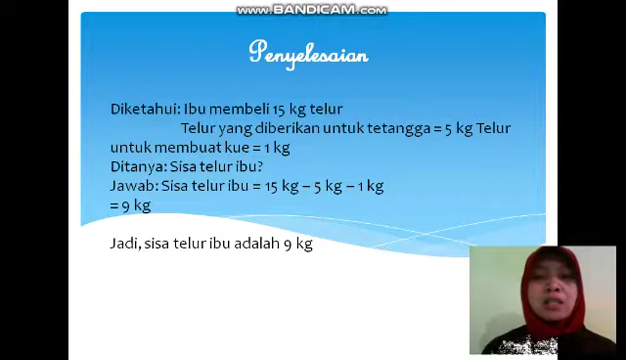 www.BANDICAM.com
Penyelesaian
Diketahui: Ibu membeli 15 kg telur
Telur yang diberikan untuk tetangga = 5 kg Telur
untuk membuat kue = 1 kg
Ditanya: Sisa telur ibu?
Jawab: Sisa telur ibu = 15 kg – 5 kg – 1 kg
= 9 kg
Jadi, sisa telur ibu adalah 9 kg